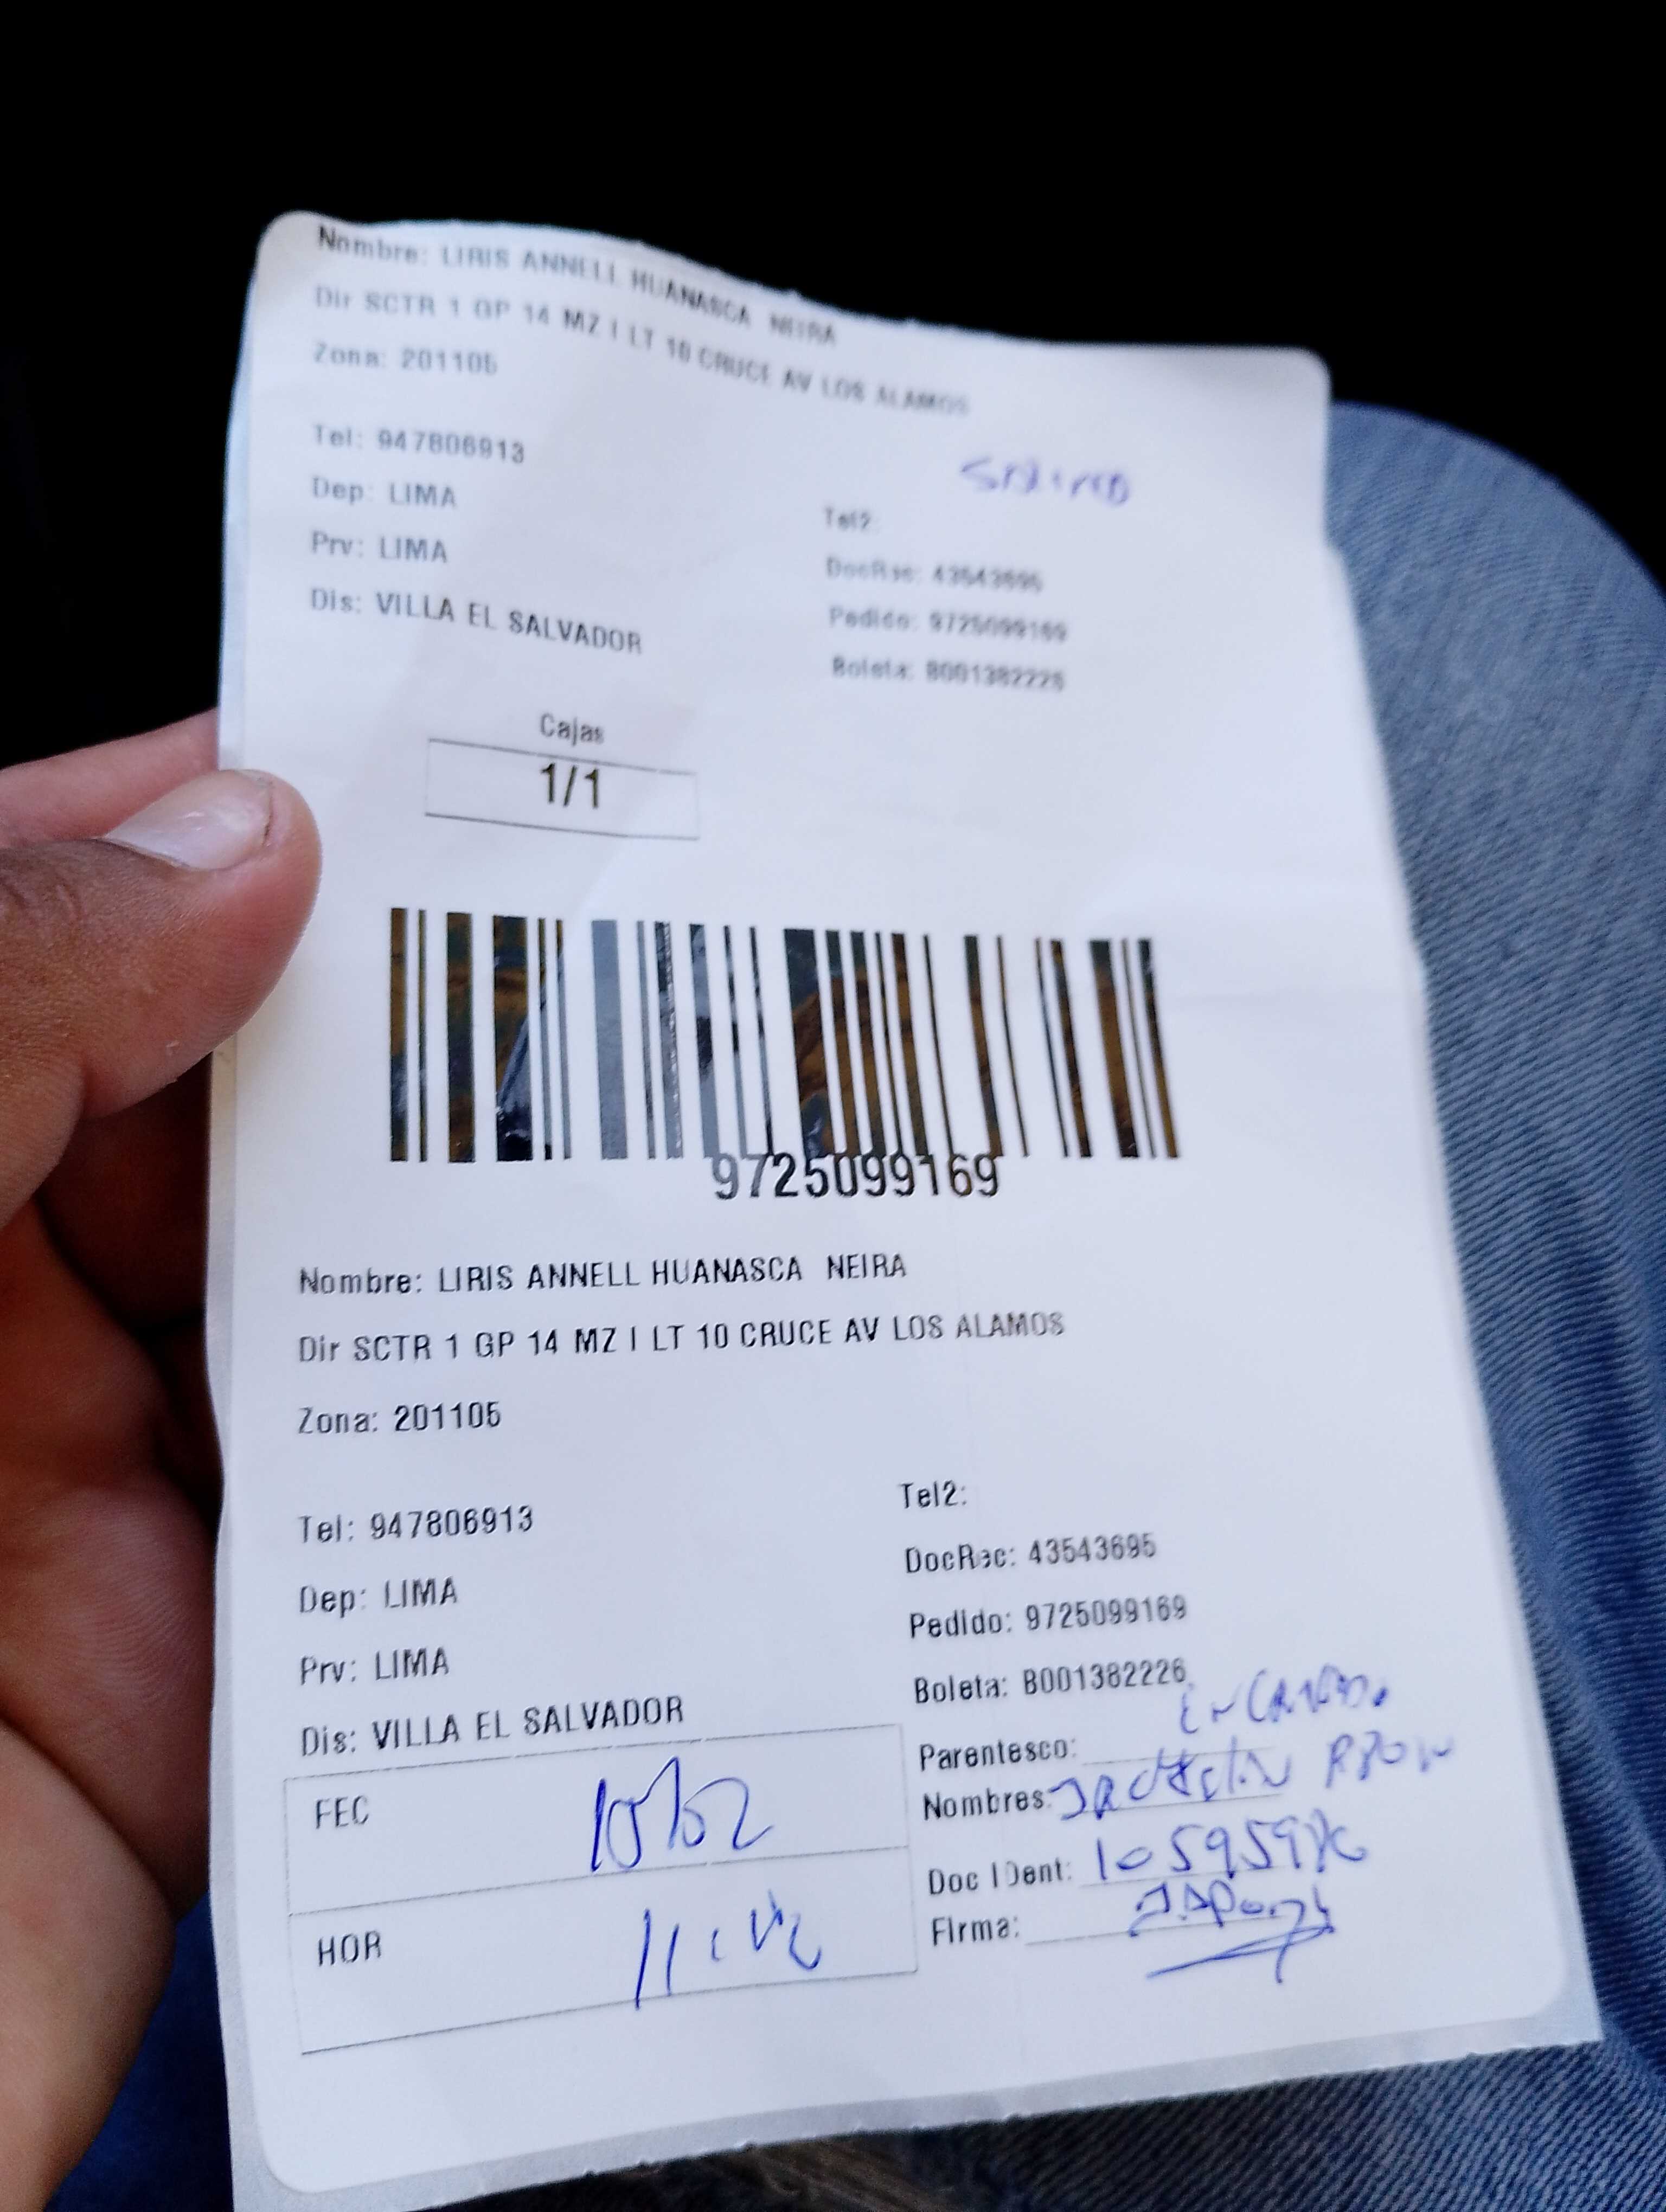 Nombre: LIRIS ANNELL HUANASCA NEIRA
Dir SCTR 1 GP 14 MZ I LT 10 CRUCE AV LOS ALAMOS
Zona: 201105
Tel: 947806913
Dep: LIMA
Prv: LIMA
Dis: VILLA EL SALVADOR
Tel2:
DocRec: 43543695
Pedido: 9725099169
Boleta: B001382226
Cajas
1/1
9725099169
Nombre: LIRIS ANNELL HUANASCA NEIRA
Dir SCTR 1 GP 14 MZ I LT 10 CRUCE AV LOS ALAMOS
Zona: 201105
Tel: 947806913
Dep: LIMA
Prv: LIMA
Dis: VILLA EL SALVADOR
Tel2:
DocRec: 43543695
Pedido: 9725099169
Boleta: B001382226
Parentesco:
Nombres:
Doc IDent:
Firma:
FEC
HOR